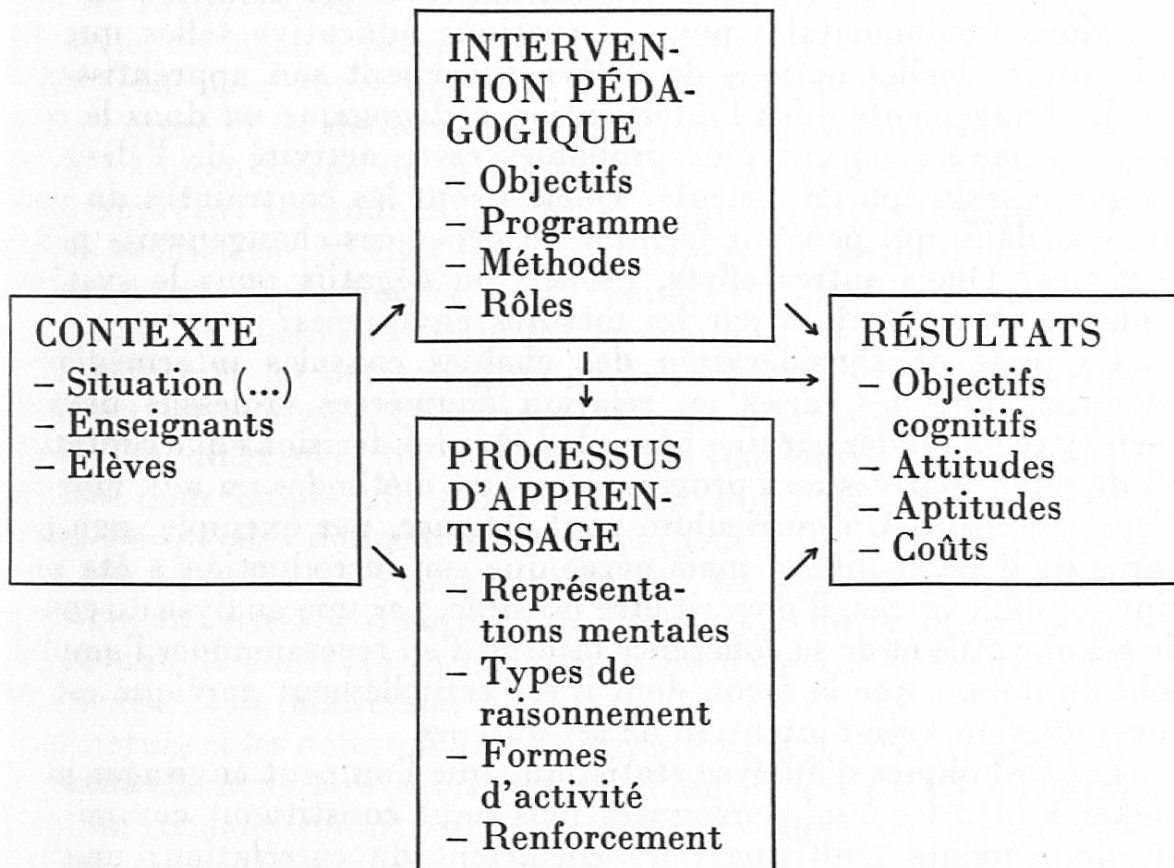 INTERVEN-
TION PÉDA-
GOGIQUE
– Objectifs
– Programme
– Méthodes
– Rôles
CONTEXTE
– Situation (..)
– Enseignants
– Elèves
PROCESSUS
D'APPREN-
TISSAGE
– Représenta-
tions mentales
– Types de
raisonnement
– Formes
d'activité
– Renforcement
RÉSULTATS
– Objectifs
cognitifs
– Attitudes
– Aptitudes
– Coûts